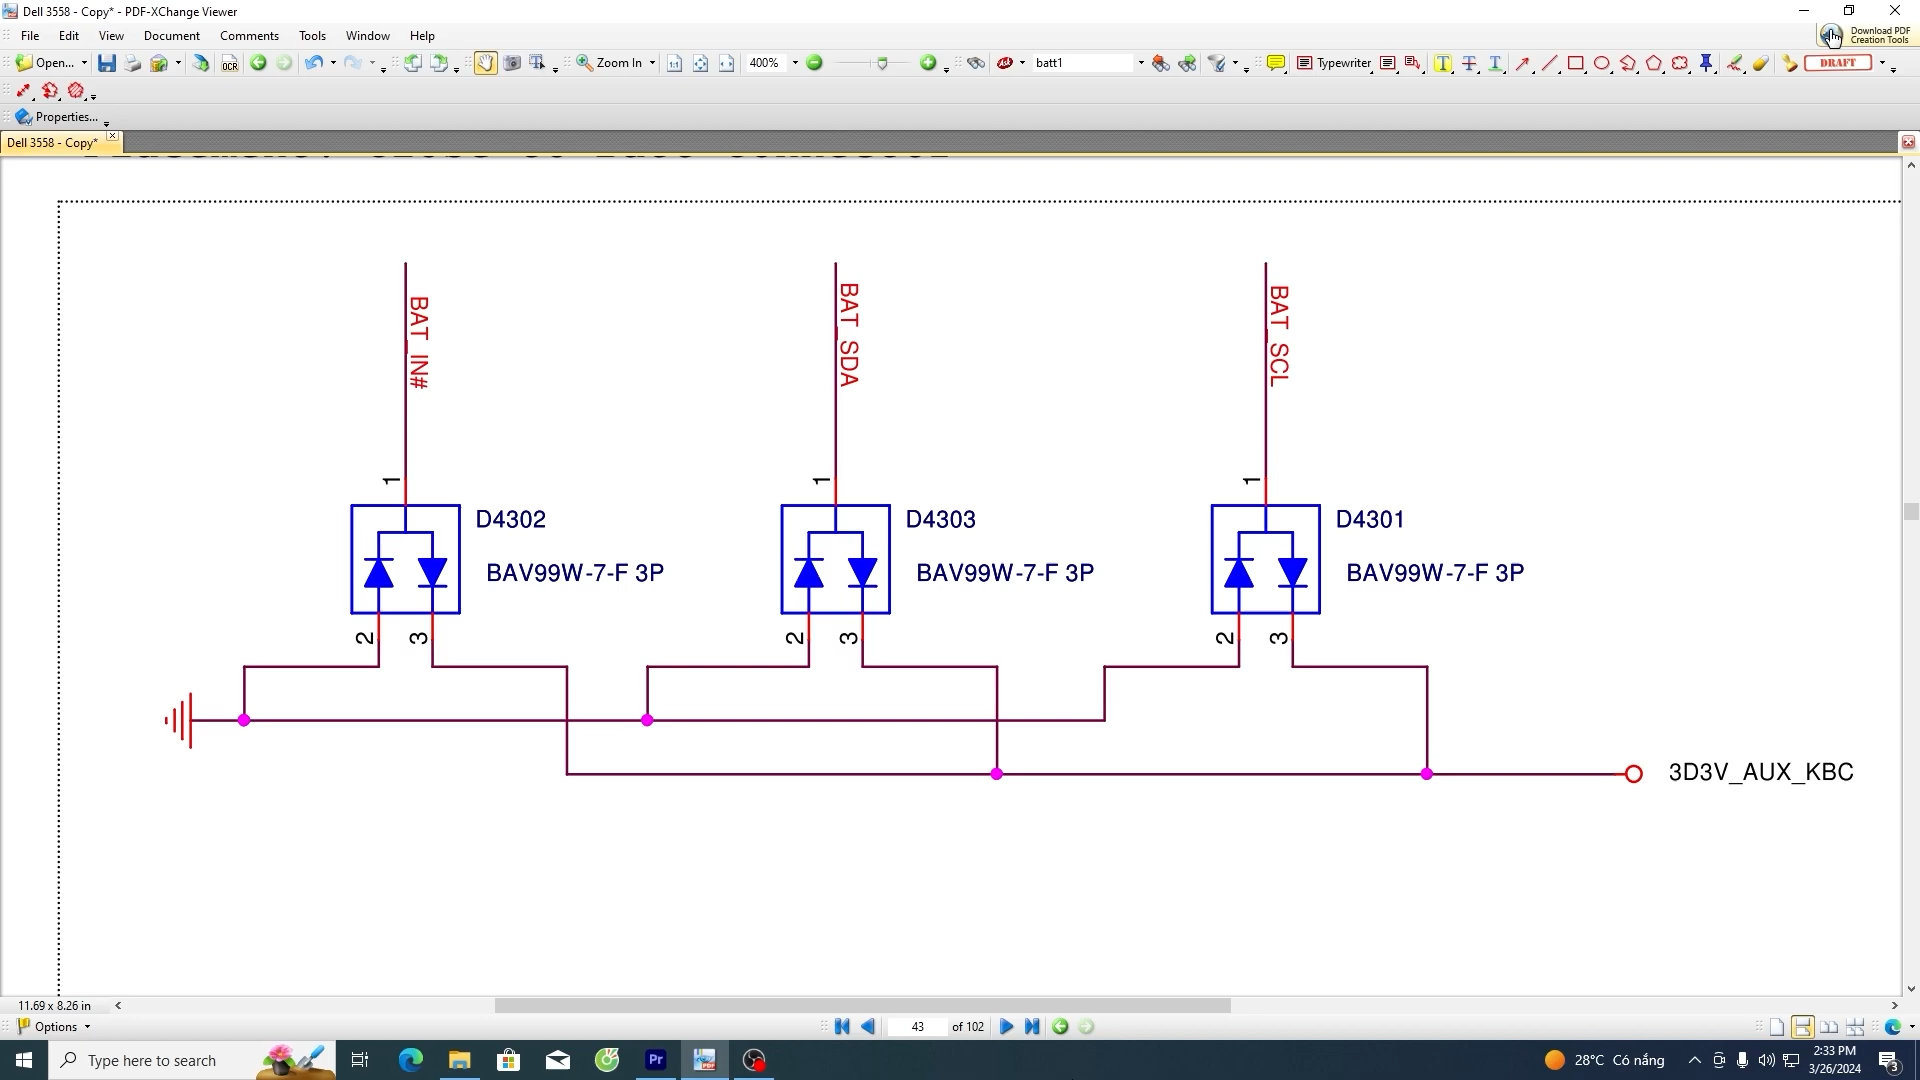 Dell 3558 - Copy* - PDF-XChange Viewer
File Edit View Document Comments Tools Window Help
Download PDF
Creation Tools
Open... OCR Zoom In 400% batt1 Typewriter DRAFT
Properties...
Dell 3558 - Copy*
BAT_IN#
BAT_SDA
BAT_SCL
1 1 1
D4302 D4303 D4301
BAV99W-7-F 3P BAV99W-7-F 3P BAV99W-7-F 3P
2 3 2 3 2 3
3D3V_AUX_KBC
11.69 x 8.26 in
Options 43 of 102
Type here to search Pr 28°C Có nắng 2:33 PM
3/26/2024 3